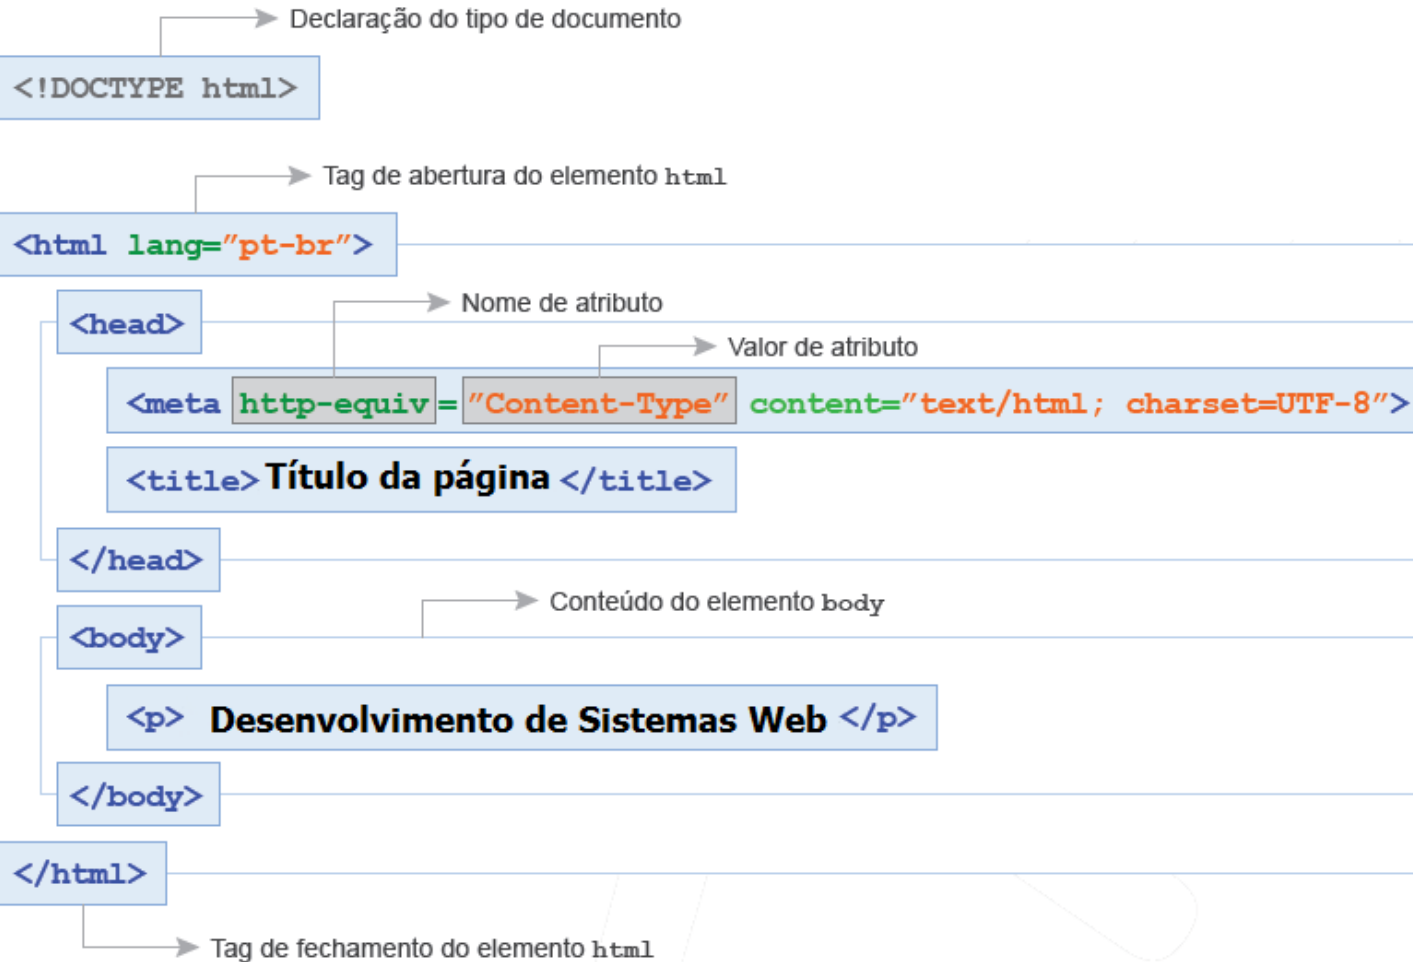 Declaração do tipo de documento
<!DOCTYPE html>
Tag de abertura do elemento html
<html lang="pt-br">
Nome de atributo
<head>
Valor de atributo
<meta http-equiv="Content-Type" content="text/html; charset=UTF-8">
<title>Título da página</title>
</head>
Conteúdo do elemento body
<body>
<p> Desenvolvimento de Sistemas Web </p>
</body>
</html>
Tag de fechamento do elemento html